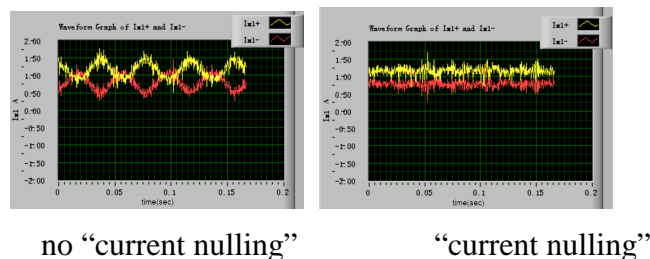 Waveform Graph of Im1+ and Im1-
Im1+
Im1-
Im1 A
2:00
1:50
1:00
0:50
0:00
-0:50
-1:00
-1:50
-2:00
0
0.05
0.1
0.15
0.2
time(sec)
Waveform Graph of Im1+ and Im1-
Im1+
Im1-
Im1 A
2:00
1:50
1:00
0:50
0:00
-0:50
-1:00
-1:50
-2:00
0
0.05
0.1
0.15
0.2
time(sec)
no “current nulling”
“current nulling”